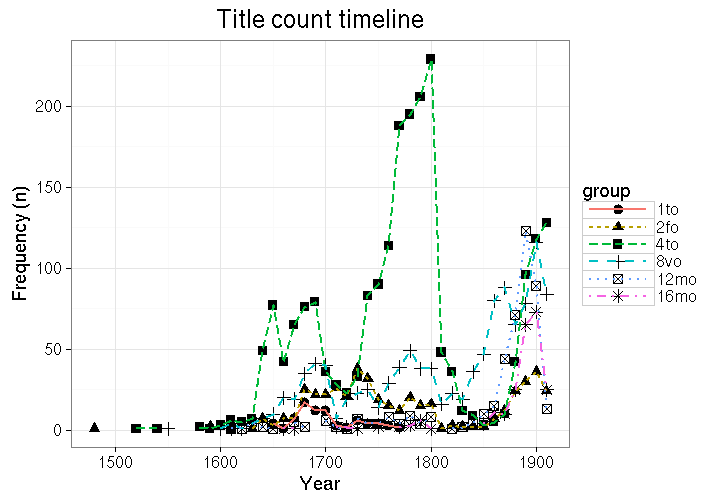 Title count timeline
Frequency (n)
200
150
100
50
0
1500 1600 1700 1800 1900
Year
group
1to
2fo
4to
8vo
12mo
16mo